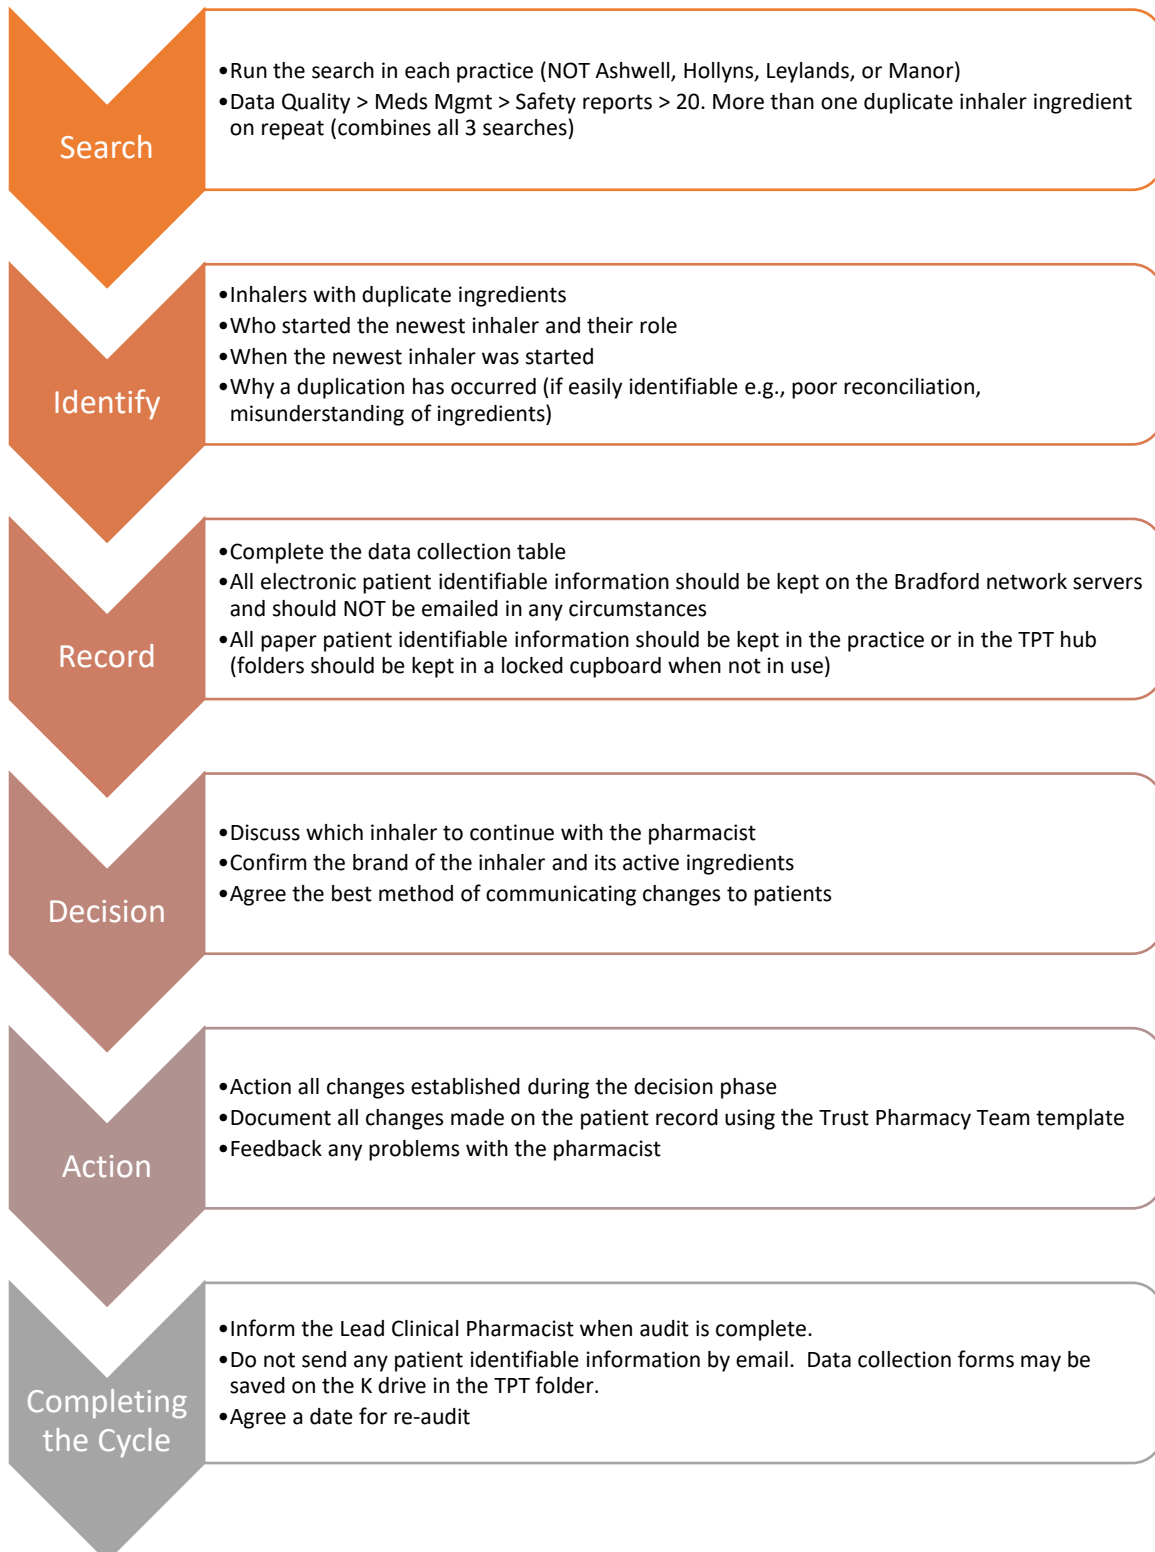 Search
•Run the search in each practice (NOT Ashwell, Hollyns, Leylands, or Manor)
•Data Quality > Meds Mgmt > Safety reports > 20. More than one duplicate inhaler ingredient
on repeat (combines all 3 searches)
Identify
•Inhalers with duplicate ingredients
•Who started the newest inhaler and their role
•When the newest inhaler was started
•Why a duplication has occurred (if easily identifiable e.g., poor reconciliation,
misunderstanding of ingredients)
Record
•Complete the data collection table
•All electronic patient identifiable information should be kept on the Bradford network servers
and should NOT be emailed in any circumstances
•All paper patient identifiable information should be kept in the practice or in the TPT hub
(folders should be kept in a locked cupboard when not in use)
Decision
•Discuss which inhaler to continue with the pharmacist
•Confirm the brand of the inhaler and its active ingredients
•Agree the best method of communicating changes to patients
Action
•Action all changes established during the decision phase
•Document all changes made on the patient record using the Trust Pharmacy Team template
•Feedback any problems with the pharmacist
Completing
the Cycle
•Inform the Lead Clinical Pharmacist when audit is complete.
•Do not send any patient identifiable information by email.  Data collection forms may be
saved on the K drive in the TPT folder.
•Agree a date for re-audit